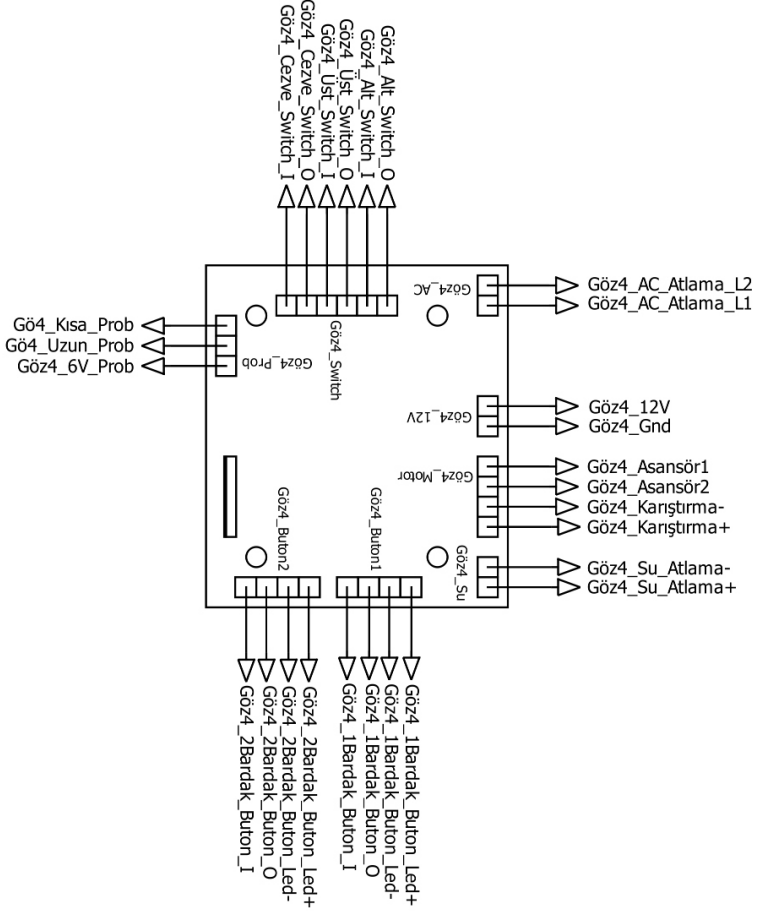 Göz4_Cezve_Switch_I
Göz4_Cezve_Switch_O
Göz4_Üst_Switch_I
Göz4_Üst_Switch_O
Göz4_Alt_Switch_I
Göz4_Alt_Switch_O
Göz4_AC
Göz4_AC_Atlama_L2
Göz4_AC_Atlama_L1
Gö4_Kısa_Prob
Gö4_Uzun_Prob
Göz4_6V_Prob
Göz4_Prob
Göz4_Switch
Göz4_12V
Göz4_12V
Göz4_Gnd
Göz4_Motor
Göz4_Asansör1
Göz4_Asansör2
Göz4_Karıştırma-
Göz4_Karıştırma+
Göz4_Buton2
Göz4_Buton1
Göz4_Su
Göz4_Su_Atlama-
Göz4_Su_Atlama+
Göz4_2Bardak_Buton_I
Göz4_2Bardak_Buton_O
Göz4_2Bardak_Buton_Led-
Göz4_2Bardak_Buton_Led+
Göz4_1Bardak_Buton_I
Göz4_1Bardak_Buton_O
Göz4_1Bardak_Buton_Led-
Göz4_1Bardak_Buton_Led+